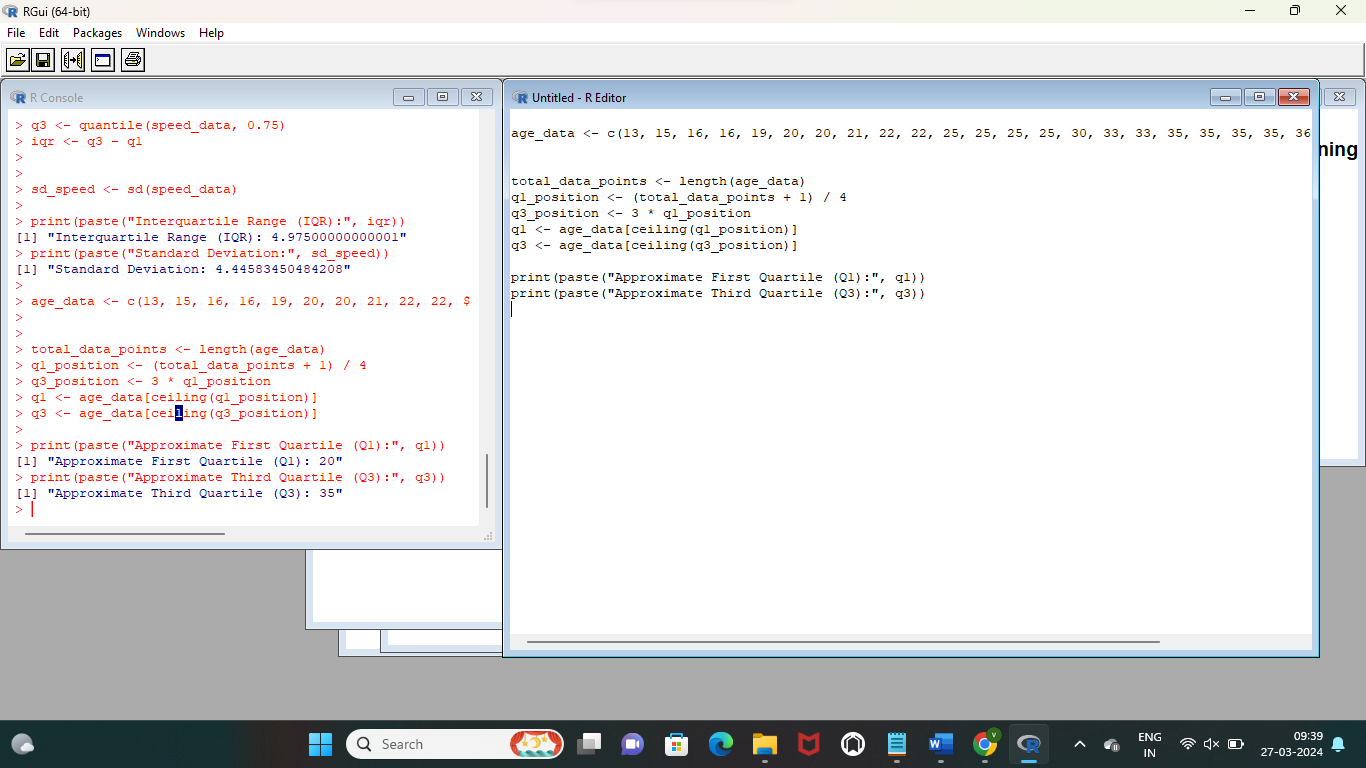 RGui (64-bit)
File Edit Packages Windows Help
R Console
> q3 <- quantile(speed_data, 0.75)
> iqr <- q3 - q1
>
>
> sd_speed <- sd(speed_data)
>
> print(paste("Interquartile Range (IQR):", iqr))
[1] "Interquartile Range (IQR): 4.97500000000001"
> print(paste("Standard Deviation:", sd_speed))
[1] "Standard Deviation: 4.44583450484208"
>
> age_data <- c(13, 15, 16, 16, 19, 20, 20, 21, 22, 22, $
>
>
> total_data_points <- length(age_data)
> q1_position <- (total_data_points + 1) / 4
> q3_position <- 3 * q1_position
> q1 <- age_data[ceiling(q1_position)]
> q3 <- age_data[ceiling(q3_position)]
>
> print(paste("Approximate First Quartile (Q1):", q1))
[1] "Approximate First Quartile (Q1): 20"
> print(paste("Approximate Third Quartile (Q3):", q3))
[1] "Approximate Third Quartile (Q3): 35"
>
Untitled - R Editor
age_data <- c(13, 15, 16, 16, 19, 20, 20, 21, 22, 22, 25, 25, 25, 25, 30, 33, 33, 35, 35, 35, 35, 36
total_data_points <- length(age_data)
q1_position <- (total_data_points + 1) / 4
q3_position <- 3 * q1_position
q1 <- age_data[ceiling(q1_position)]
q3 <- age_data[ceiling(q3_position)]
print(paste("Approximate First Quartile (Q1):", q1))
print(paste("Approximate Third Quartile (Q3):", q3))
ning
Search
V
ENG
IN
09:39
27-03-2024